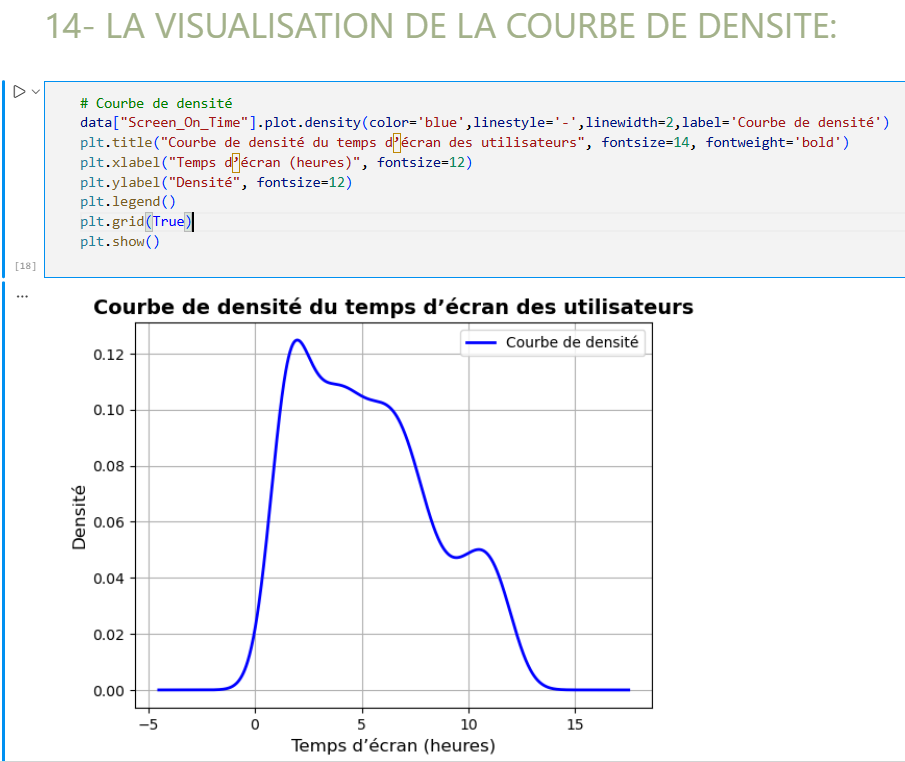 14- LA VISUALISATION DE LA COURBE DE DENSITE:
# Courbe de densité
data["Screen_On_Time"].plot.density(color='blue',linestyle='-',linewidth=2,label='Courbe de densité')
plt.title("Courbe de densité du temps d’écran des utilisateurs", fontsize=14, fontweight='bold')
plt.xlabel("Temps d’écran (heures)", fontsize=12)
plt.ylabel("Densité", fontsize=12)
plt.legend()
plt.grid(True)
plt.show()
[18]
...
Courbe de densité du temps d’écran des utilisateurs
Courbe de densité
0.12
0.10
0.08
0.06
0.04
0.02
0.00
Densité
−5 0 5 10 15
Temps d’écran (heures)